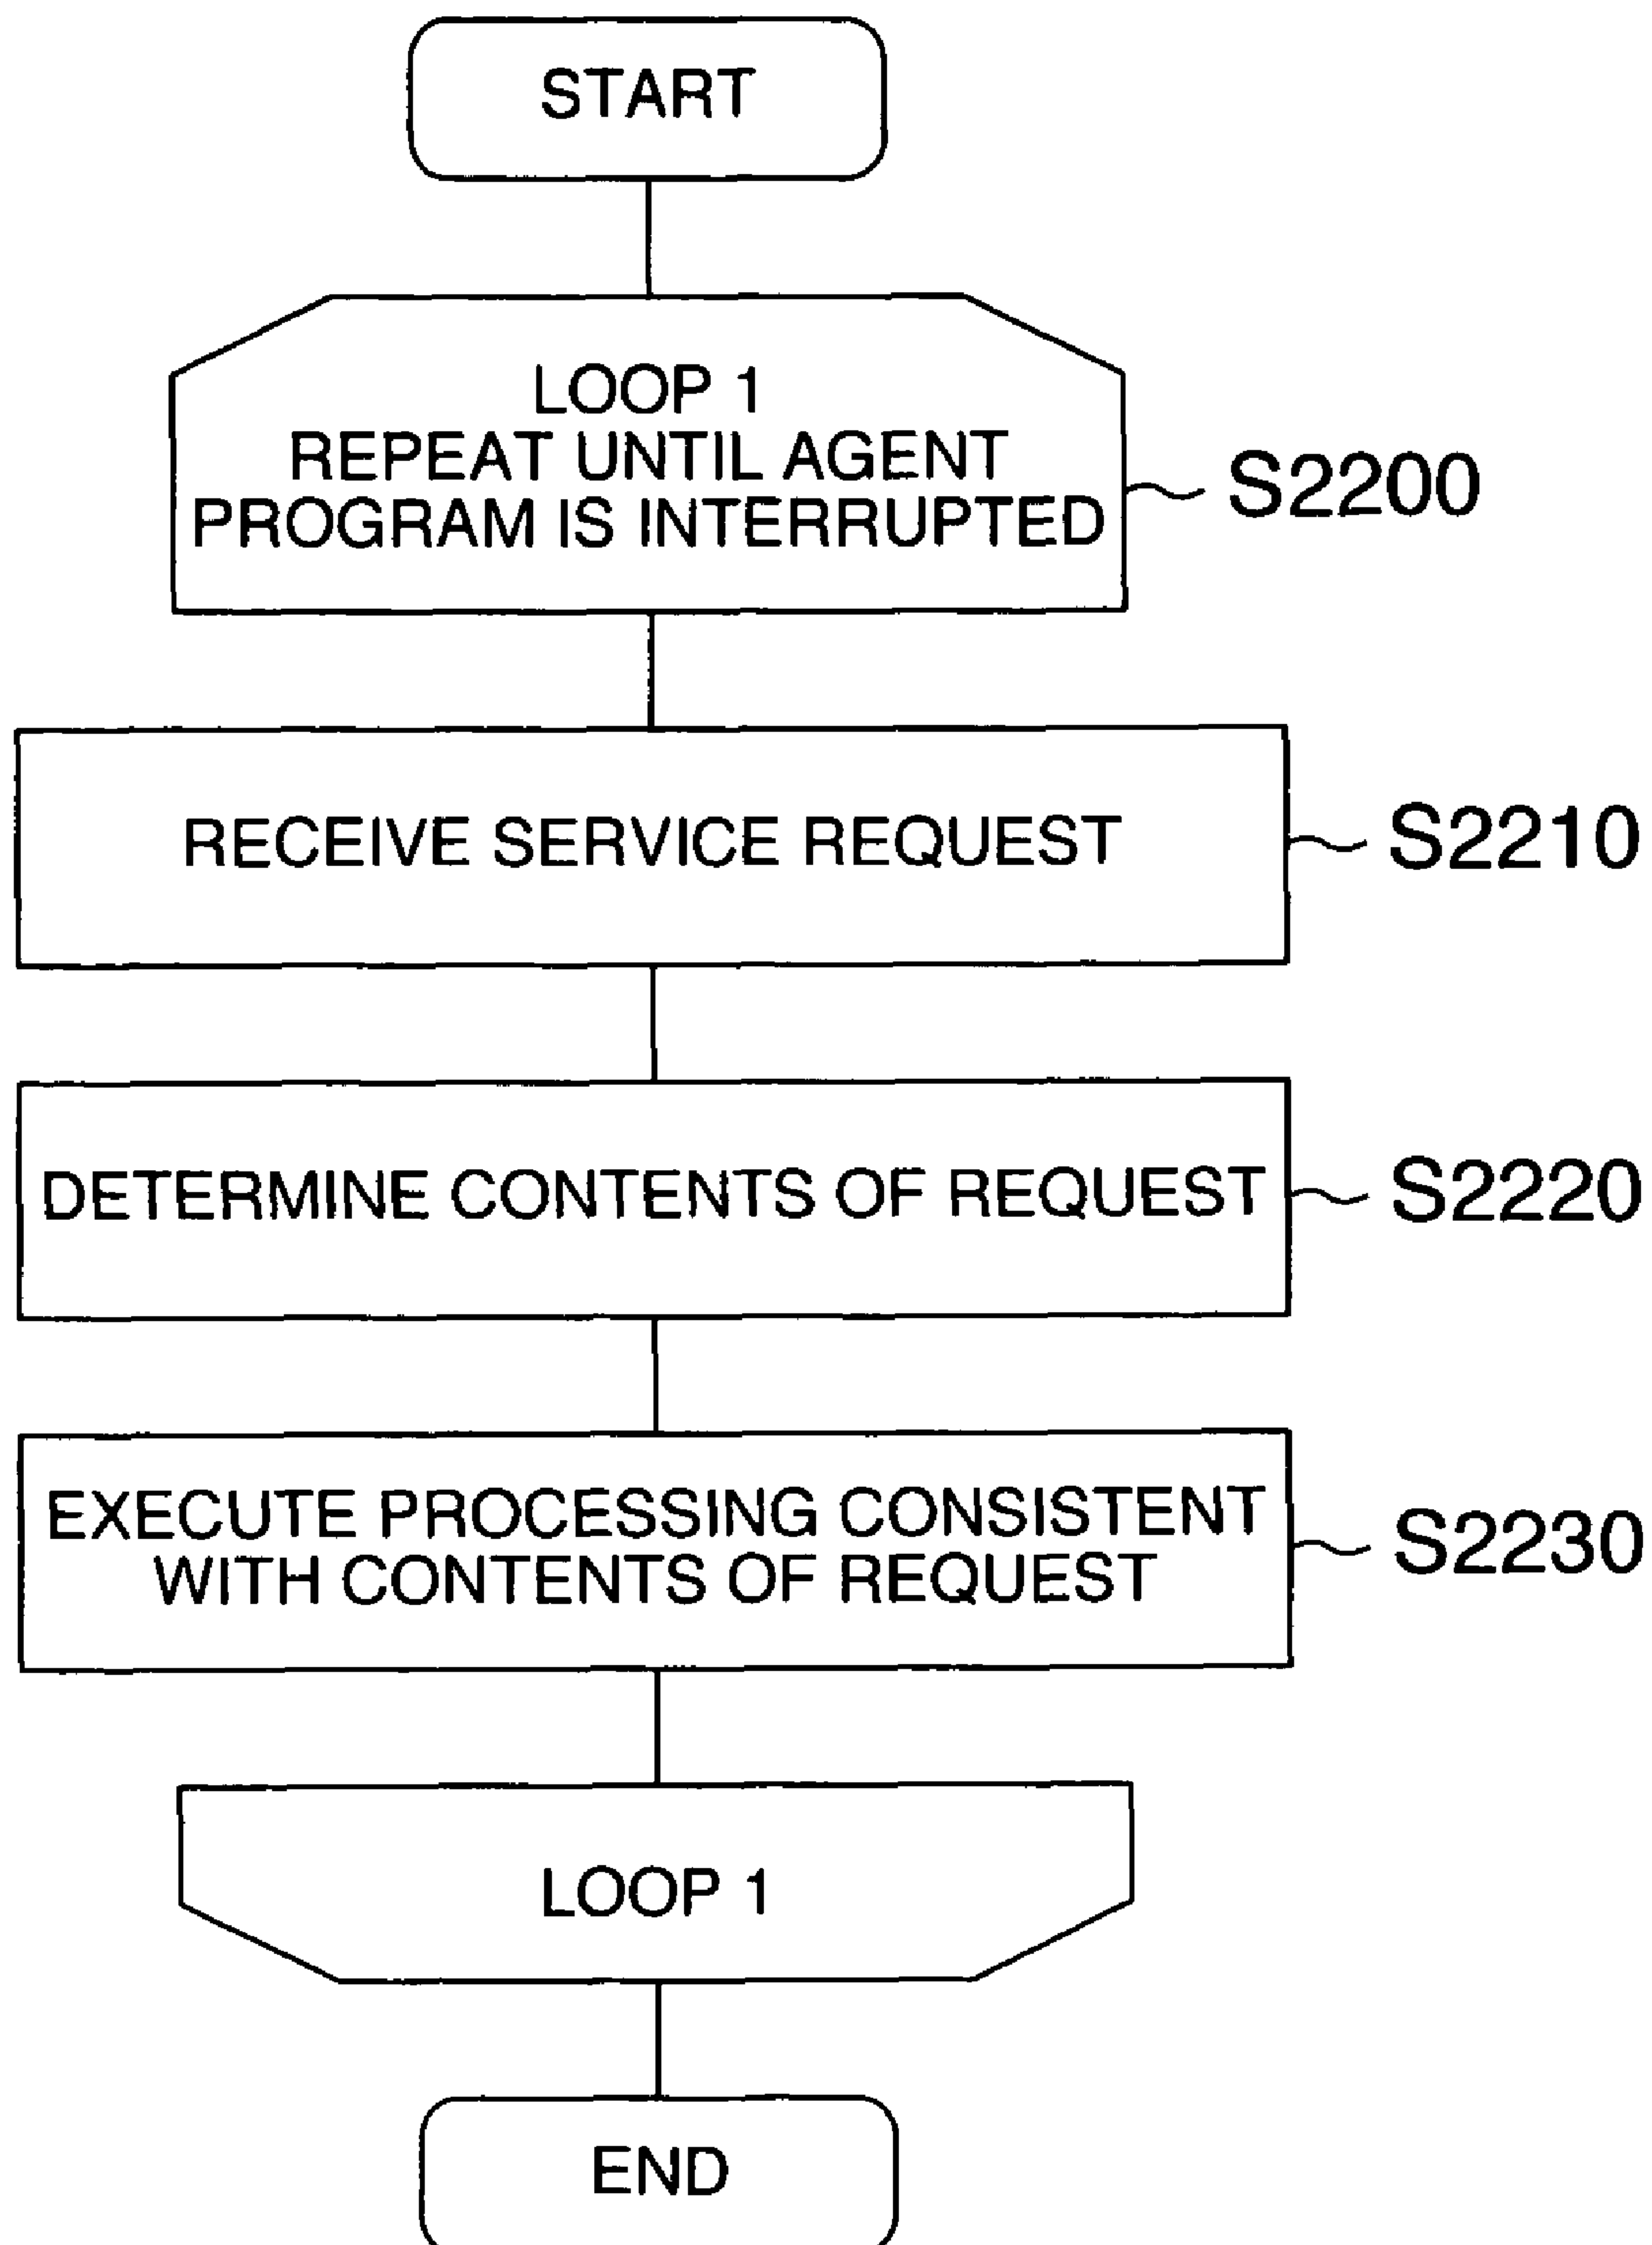 START
LOOP 1
REPEAT UNTIL AGENT
PROGRAM IS INTERRUPTED
S2200
RECEIVE SERVICE REQUEST
S2210
DETERMINE CONTENTS OF REQUEST
S2220
EXECUTE PROCESSING CONSISTENT
WITH CONTENTS OF REQUEST
S2230
LOOP 1
END